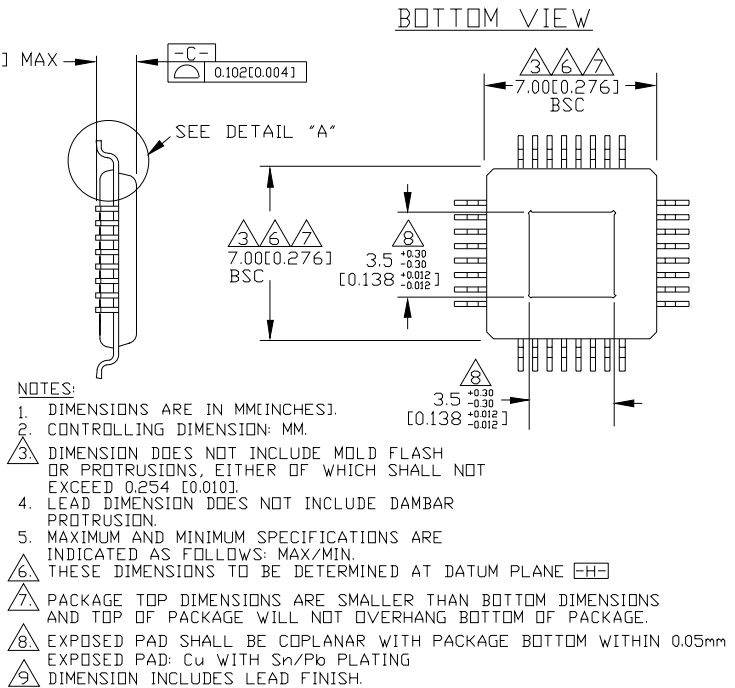 BOTTOM VIEW
] MAX
-C-
0.102[0.004]
3 6 7
7.00[0.276]
BSC
SEE DETAIL "A"
3 6 7
7.00[0.276]
BSC
8
3.5 +0.30 -0.30
[0.138 +0.012 -0.012]
8
3.5 +0.30 -0.30
[0.138 +0.012 -0.012]
NOTES:
1. DIMENSIONS ARE IN MM[INCHES].
2. CONTROLLING DIMENSION: MM.
3. DIMENSION DOES NOT INCLUDE MOLD FLASH
OR PROTRUSIONS, EITHER OF WHICH SHALL NOT
EXCEED 0.254 [0.010].
4. LEAD DIMENSION DOES NOT INCLUDE DAMBAR
PROTRUSION.
5. MAXIMUM AND MINIMUM SPECIFICATIONS ARE
INDICATED AS FOLLOWS: MAX/MIN.
6. THESE DIMENSIONS TO BE DETERMINED AT DATUM PLANE -H-
7. PACKAGE TOP DIMENSIONS ARE SMALLER THAN BOTTOM DIMENSIONS
AND TOP OF PACKAGE WILL NOT OVERHANG BOTTOM OF PACKAGE.
8. EXPOSED PAD SHALL BE COPLANAR WITH PACKAGE BOTTOM WITHIN 0.05mm
EXPOSED PAD: Cu WITH Sn/Pb PLATING
9. DIMENSION INCLUDES LEAD FINISH.